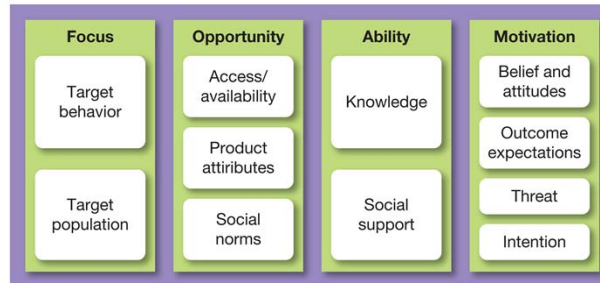 Focus
Target
behavior
Target
population
Opportunity
Access/
availability
Product
attiributes
Social
norms
Ability
Knowledge
Social
support
Motivation
Belief and
attitudes
Outcome
expectations
Threat
Intention